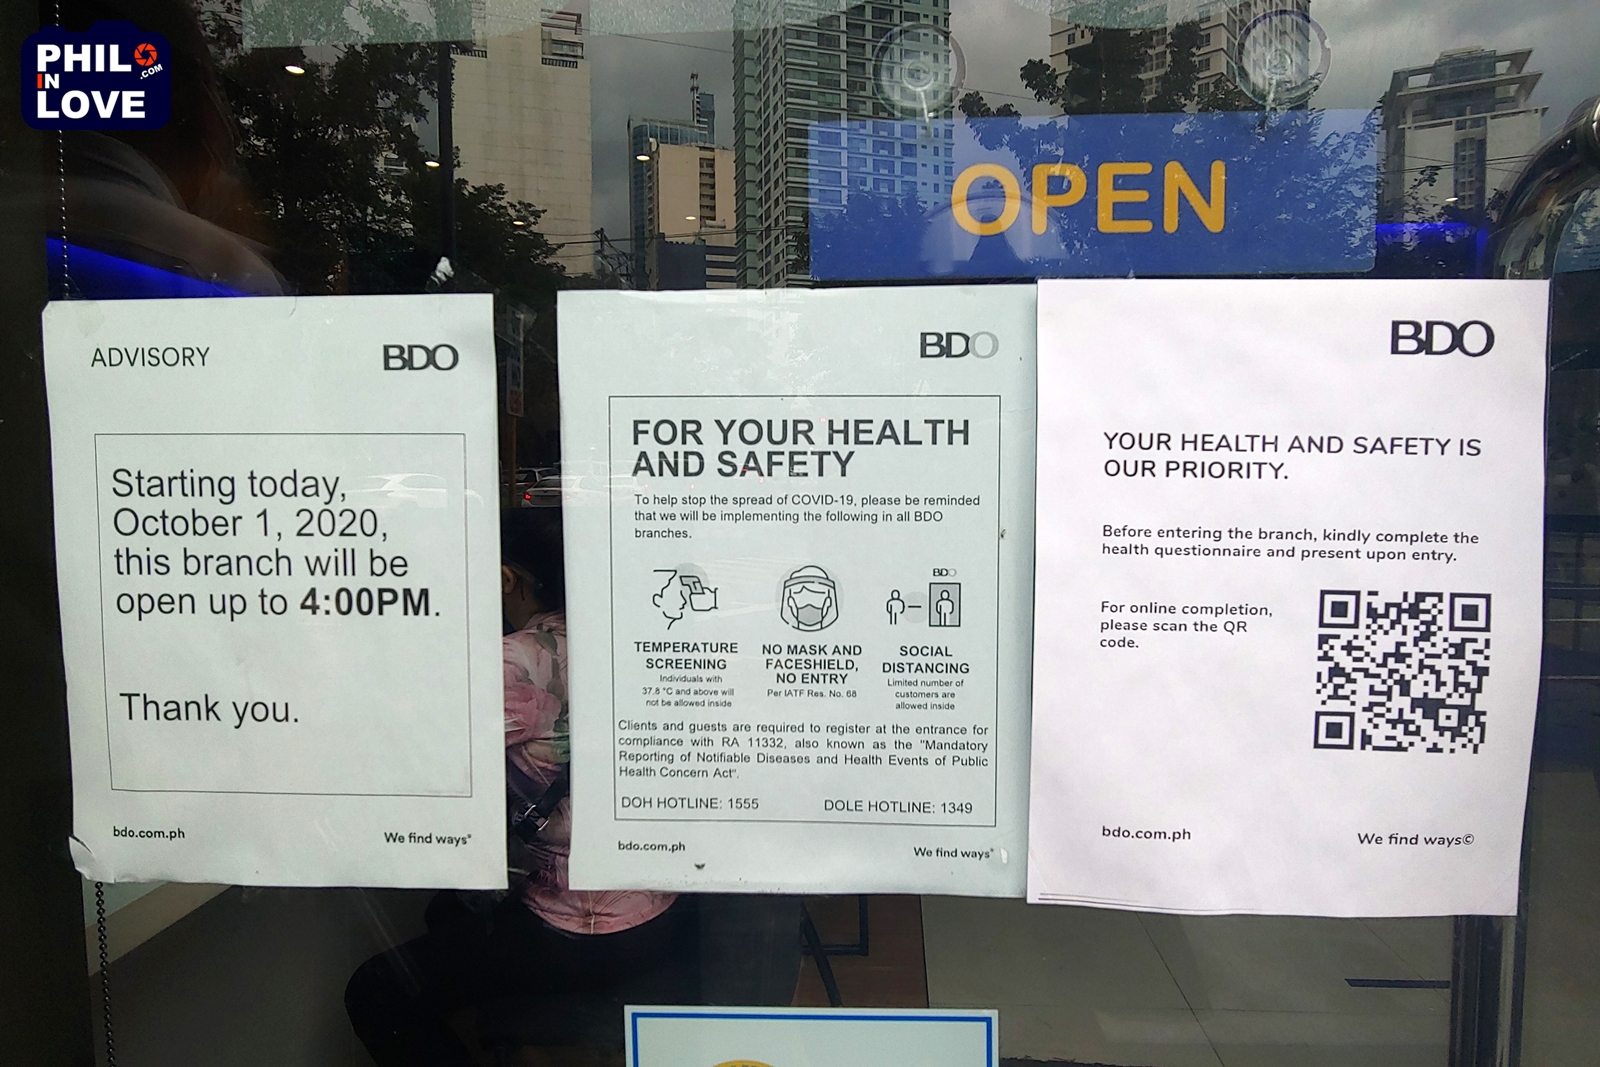 PHIL
IN
.COM
LOVE
OPEN
ADVISORY
BDO
Starting today,
October 1, 2020,
this branch will be
open up to 4:00PM.
Thank you.
bdo.com.ph
We find ways®
BDO
FOR YOUR HEALTH
AND SAFETY
To help stop the spread of COVID-19, please be reminded
that we will be implementing the following in all BDO
branches.
TEMPERATURE
SCREENING
Individuals with
37.8 °C and above will
not be allowed inside
NO MASK AND
FACESHIELD,
NO ENTRY
Per IATF Res. No. 68
BDO
SOCIAL
DISTANCING
Limited number of
customers are
allowed inside
Clients and guests are required to register at the entrance for
compliance with RA 11332, also known as the "Mandatory
Reporting of Notifiable Diseases and Health Events of Public
Health Concern Act".
DOH HOTLINE: 1555
DOLE HOTLINE: 1349
bdo.com.ph
We find ways®
BDO
YOUR HEALTH AND SAFETY IS
OUR PRIORITY.
Before entering the branch, kindly complete the
health questionnaire and present upon entry.
For online completion,
please scan the QR
code.
bdo.com.ph
We find ways©